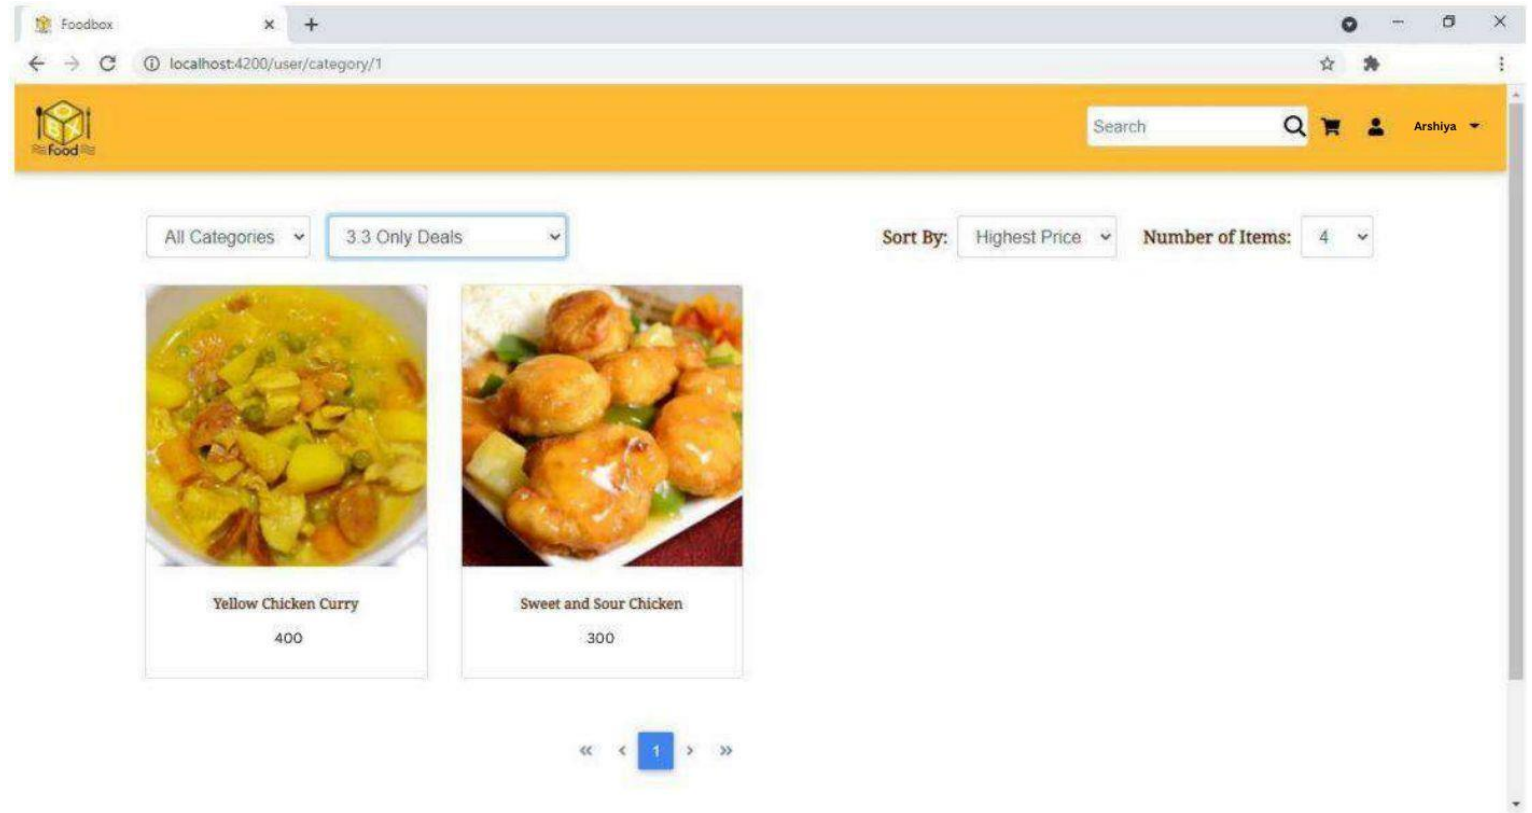 Foodbox
localhost:4200/user/category/1
Food
Search
Arshiya
All Categories
3.3 Only Deals
Sort By:
Highest Price
Number of Items:
4
Yellow Chicken Curry
400
Sweet and Sour Chicken
300
« ‹ 1 › »